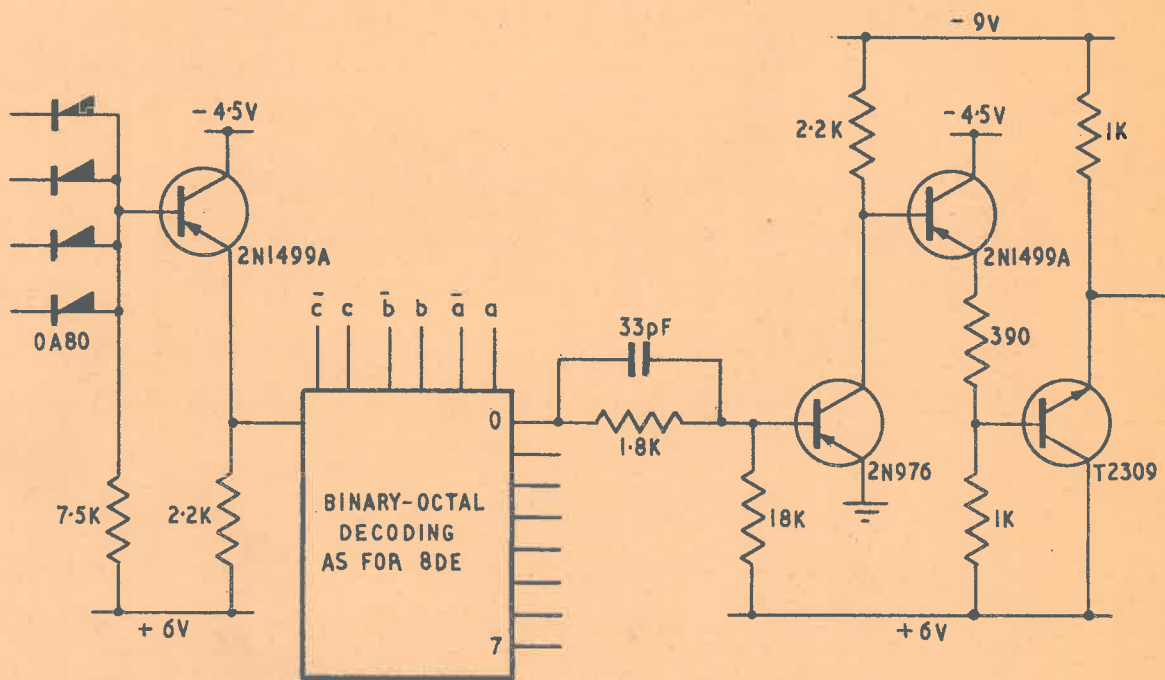 - 9V
- 4·5V
2·2K
- 4·5V
1K
2N1499A
2N1499A
OA80
c̄ c b̄ b ā a
33pF
390
0
1·8K
2N976
T2309
7·5K
2·2K
BINARY-OCTAL
DECODING
AS FOR 8DE
18K
1K
7
+ 6V
+6V